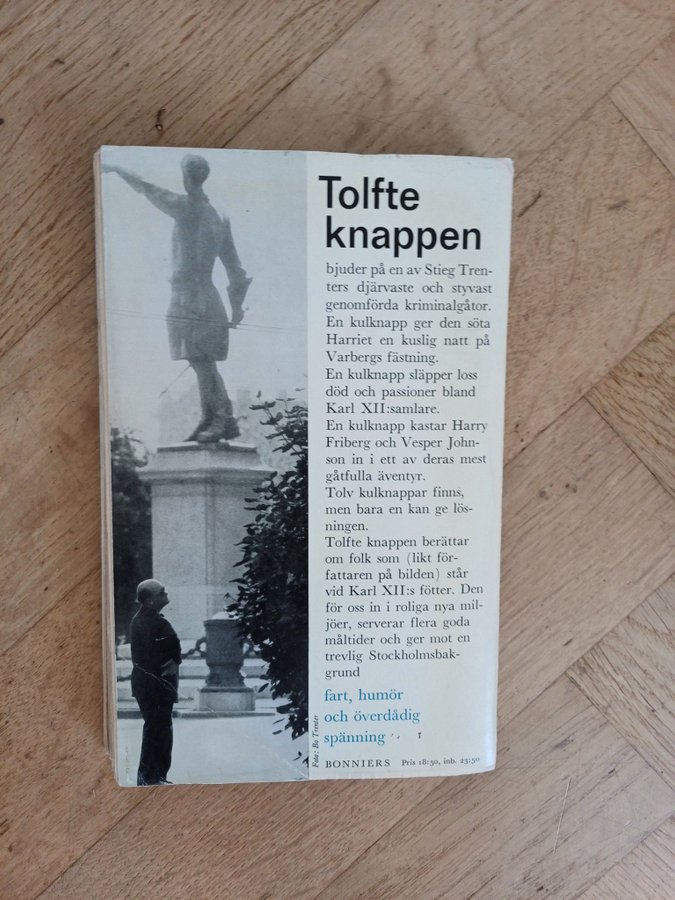 Tolfte
knappen
bjuder på en av Stieg Tren-
ters djärvaste och styvast
genomförda kriminalgåtor.
En kulknapp ger den söta
Harriet en kuslig natt på
Varbergs fästning.
En kulknapp släpper loss
död och passioner bland
Karl XII:samlare.
En kulknapp kastar Harry
Friberg och Vesper John-
son in i ett av deras mest
gåtfulla äventyr.
Tolv kulknappar finns,
men bara en kan ge lös-
ningen.
Tolfte knappen berättar
om folk som (likt för-
fattaren på bilden) står
vid Karl XII:s fötter. Den
för oss in i roliga nya mil-
jöer, serverar flera goda
måltider och ger mot en
trevlig Stockholmsbak-
grund
fart, humör
och överdådig
spänning
Foto: Bo Trenter
BONNIERS Pris 18:50, inb. 23:50